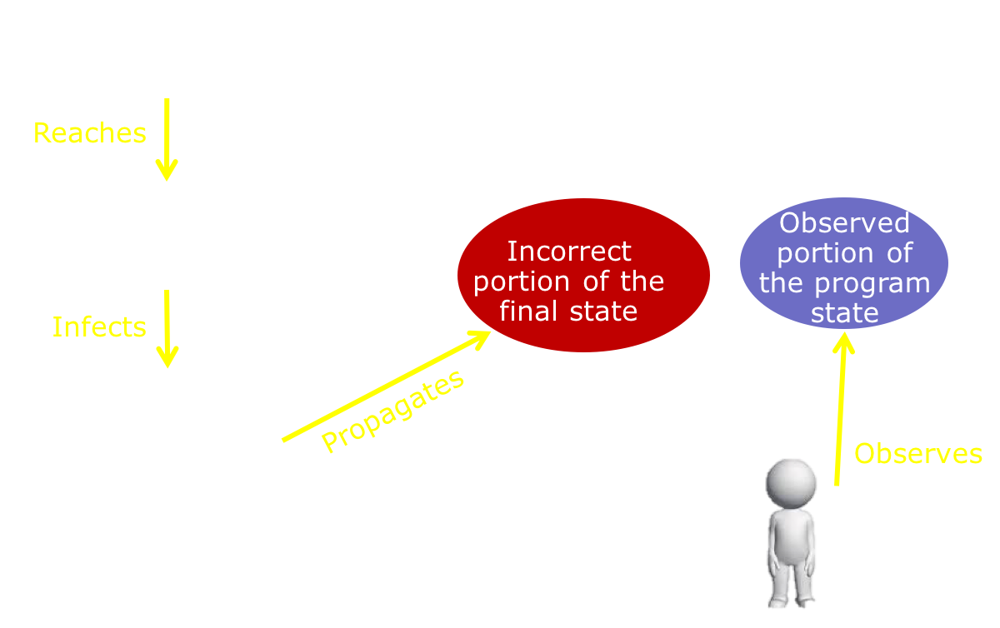 Reaches
Infects
Propagates
Incorrect
portion of the
final state
Observed
portion of
the program
state
Observes